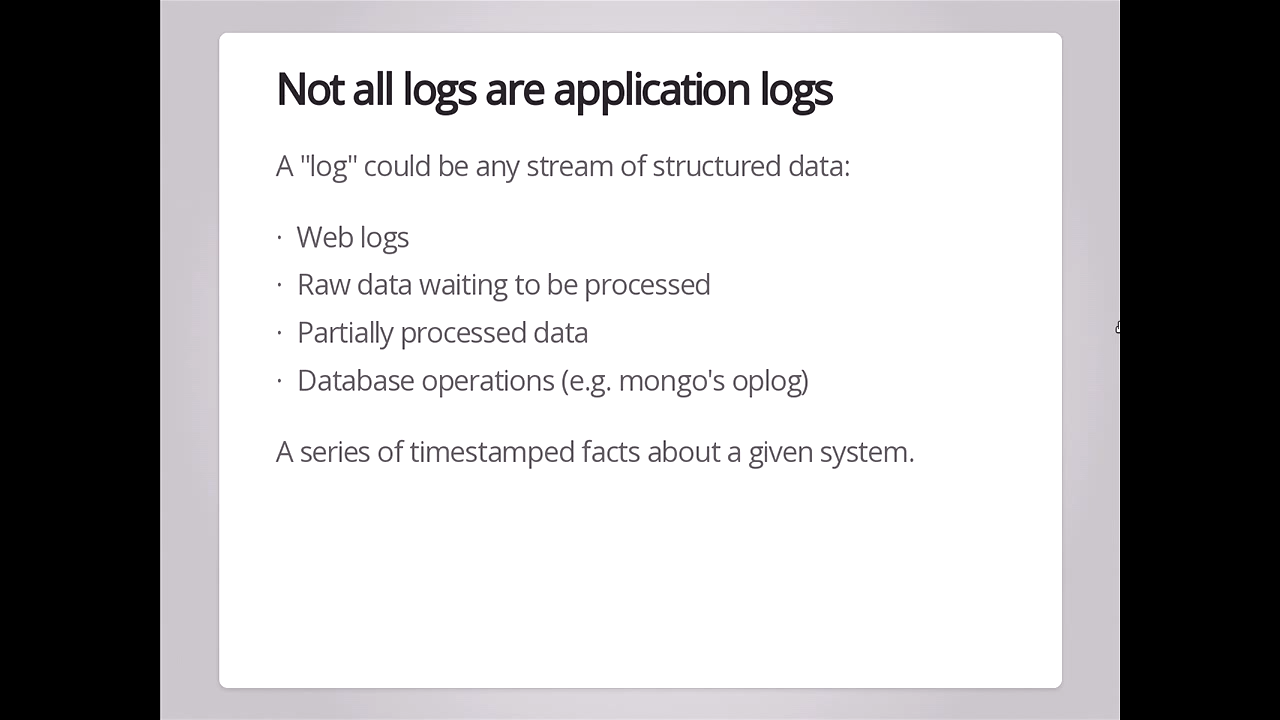 Not all logs are application logs
A "log" could be any stream of structured data:
· Web logs
· Raw data waiting to be processed
· Partially processed data
· Database operations (e.g. mongo's oplog)
A series of timestamped facts about a given system.